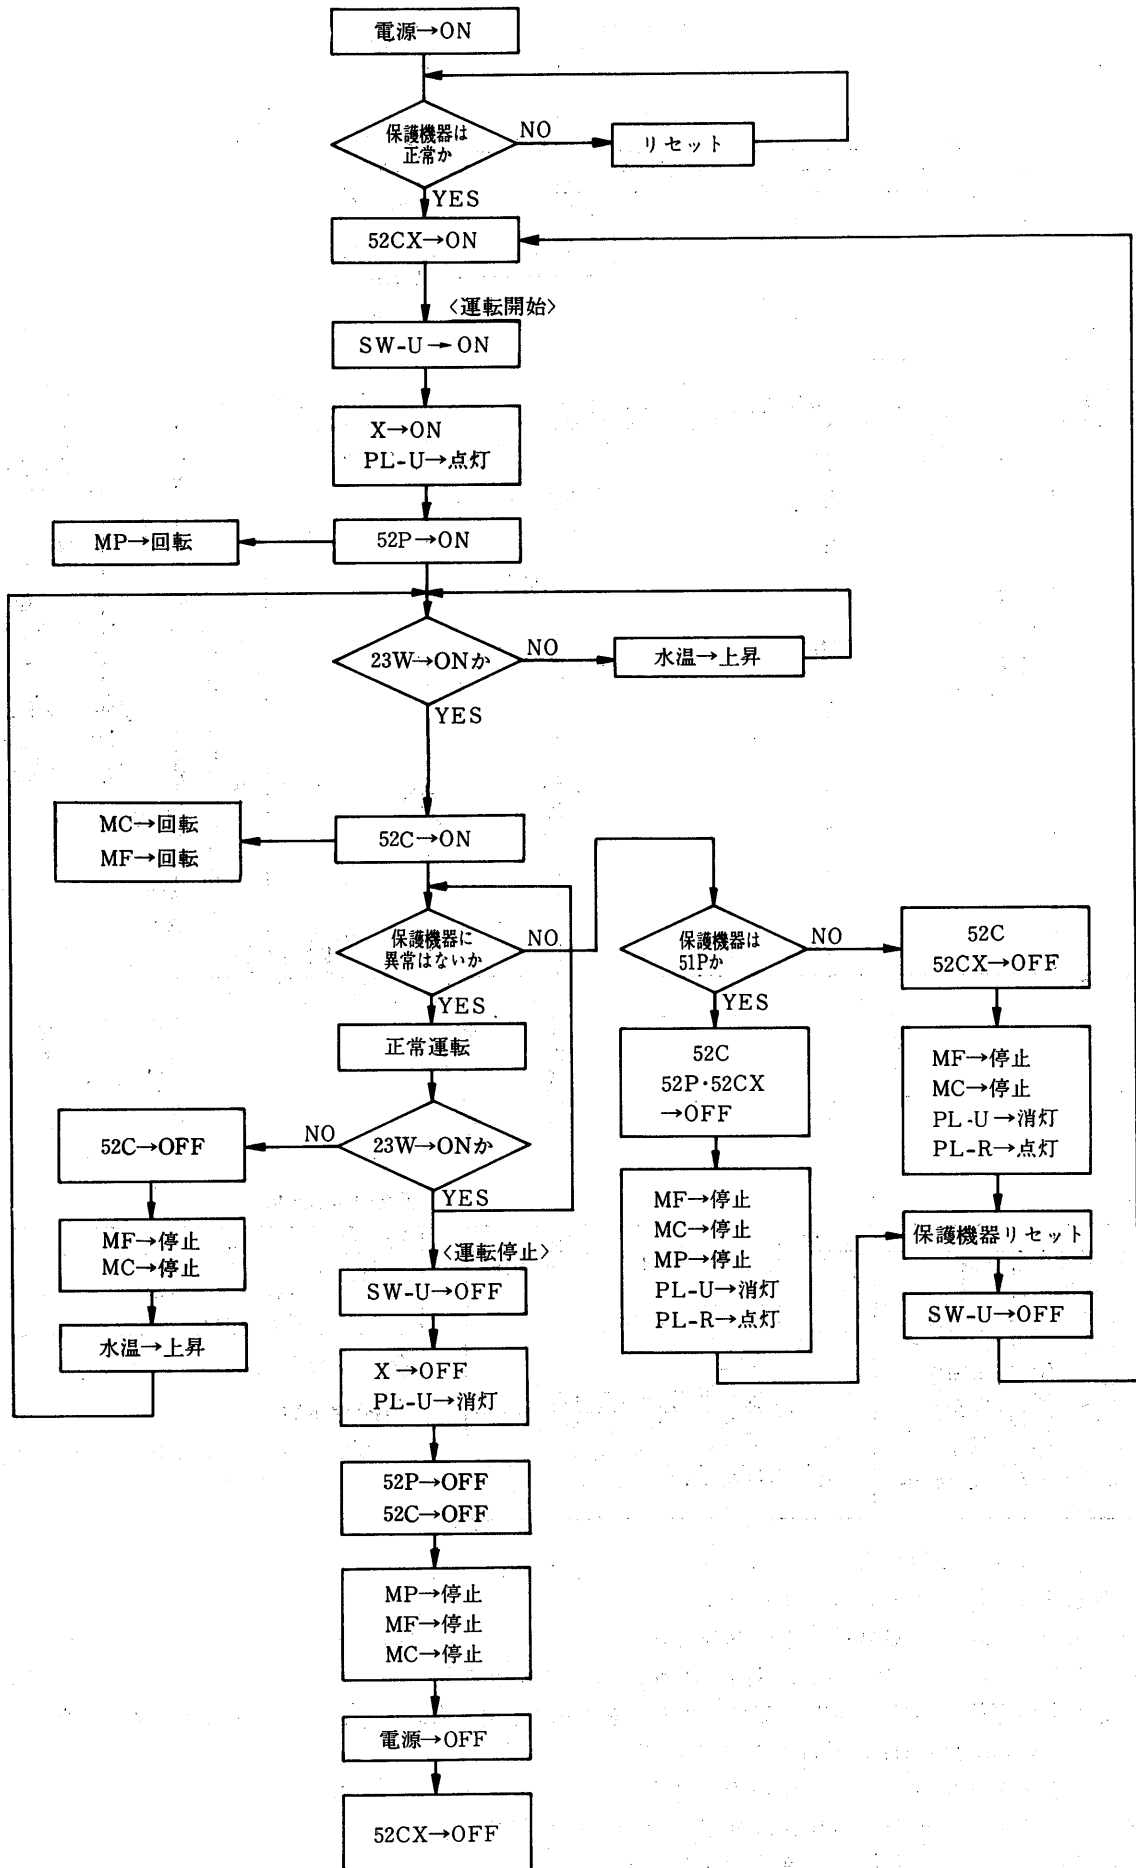 電源→ON
保護機器は
正常か
NO
リセット
YES
52CX→ON
〈運転開始〉
SW-U→ON
X→ON
PL-U→点灯
MP→回転
52P→ON
23W→ONか
NO
水温→上昇
YES
MC→回転
MF→回転
52C→ON
保護機器に
異常はないか
NO
保護機器は
51Pか
NO
52C
52CX→OFF
YES
正常運転
YES
52C
52P・52CX
→OFF
MF→停止
MC→停止
PL-U→消灯
PL-R→点灯
23W→ONか
NO
52C→OFF
YES
MF→停止
MC→停止
水温→上昇
MF→停止
MC→停止
MP→停止
PL-U→消灯
PL-R→点灯
保護機器リセット
SW-U→OFF
〈運転停止〉
SW-U→OFF
X→OFF
PL-U→消灯
52P→OFF
52C→OFF
MP→停止
MF→停止
MC→停止
電源→OFF
52CX→OFF